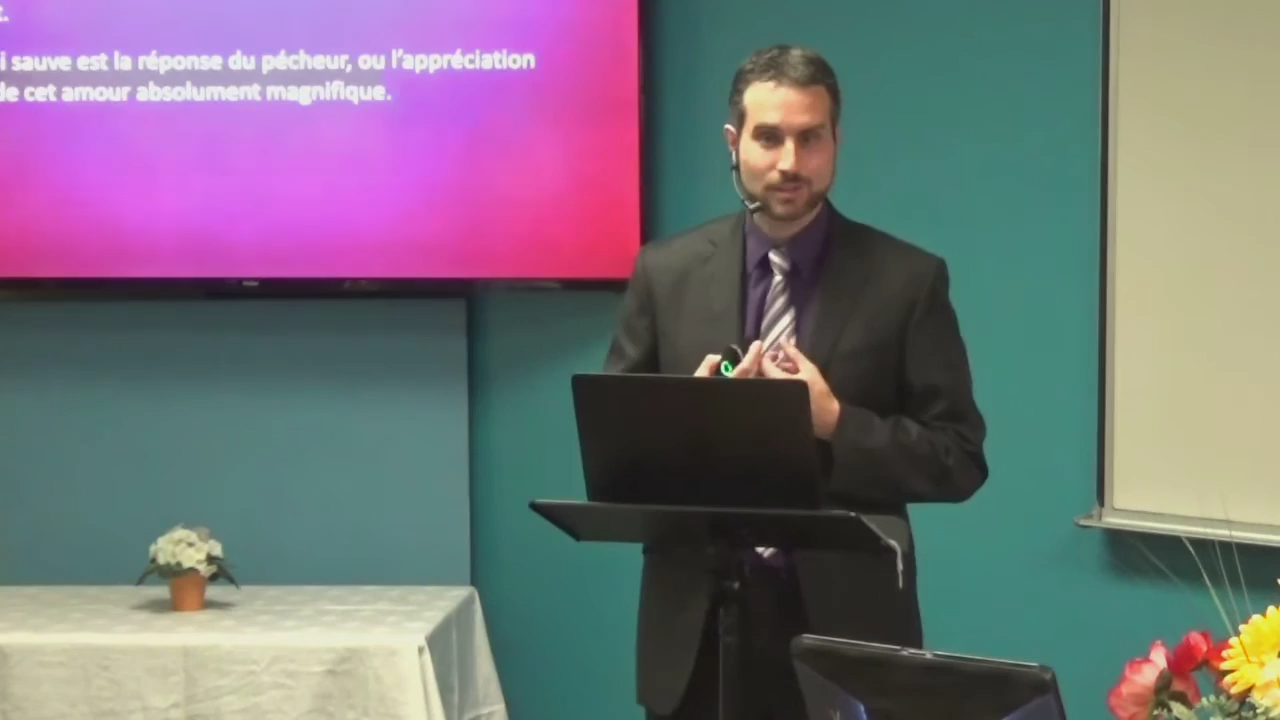 sauve est la réponse du pécheur, ou l’appréciation
de cet amour absolument magnifique.